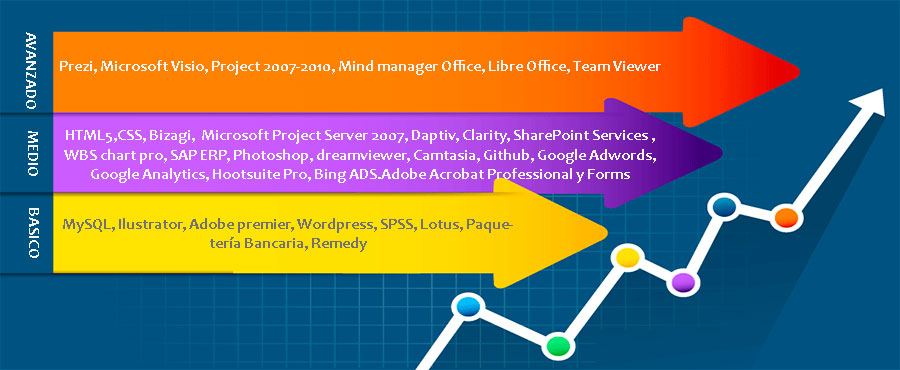 AVANZADO
Prezi, Microsoft Visio, Project 2007-2010, Mind manager Office, Libre Office, Team Viewer
MEDIO
HTML5,CSS, Bizagi, Microsoft Project Server 2007, Daptiv, Clarity, SharePoint Services ,
WBS chart pro, SAP ERP, Photoshop, dreamviewer, Camtasia, Github, Google Adwords,
Google Analytics, Hootsuite Pro, Bing ADS.Adobe Acrobat Professional y Forms
BASICO
MySQL, Ilustrator, Adobe premier, Wordpress, SPSS, Lotus, Paque-
tería Bancaria, Remedy